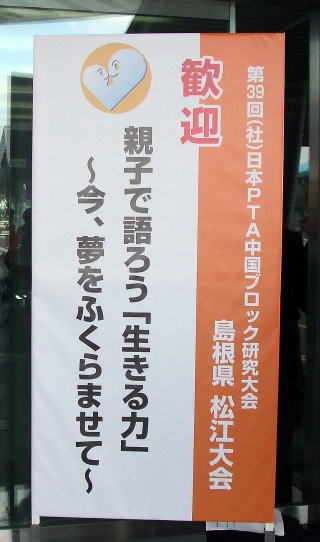 歓迎
第39回(社)日本PTA中国ブロック研究大会
島根県 松江大会
親子で語ろう「生きる力」
～今、夢をふくらませて～